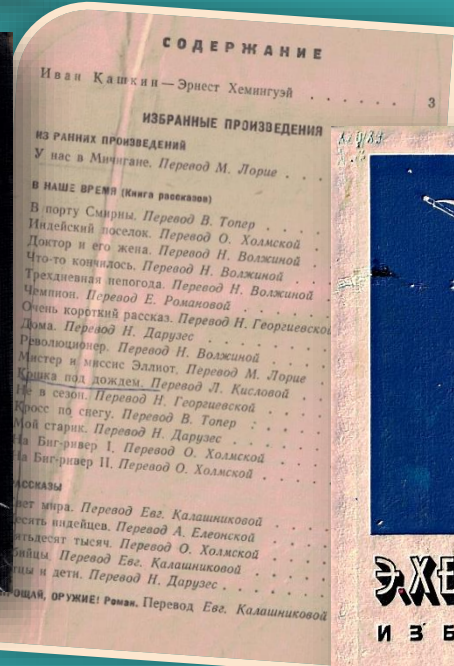 СОДЕРЖАНИЕ
Иван Кашкин — Эрнест Хемингуэй . . . . . . 3
ИЗБРАННЫЕ ПРОИЗВЕДЕНИЯ
ИЗ РАННИХ ПРОИЗВЕДЕНИЙ
У нас в Мичигане. Перевод М. Лорие . . .
В НАШЕ ВРЕМЯ (Книга рассказов)
В порту Смирны. Перевод В. Топер . . . .
Индейский поселок. Перевод О. Холмской . .
Доктор и его жена. Перевод Н. Волжиной . .
Что-то кончилось. Перевод Н. Волжиной . .
Трехдневная непогода. Перевод Н. Волжиной
Чемпион. Перевод Е. Романовой . . . . .
Очень короткий рассказ. Перевод Н. Георгиевской
Дома. Перевод Н. Дарузес . . . . . .
Революционер. Перевод Н. Волжиной . . . .
Мистер и миссис Эллиот. Перевод М. Лорие
Кошка под дождем. Перевод Л. Кисловой . .
Не в сезон. Перевод Н. Георгиевской . . .
Кросс по снегу. Перевод В. Топер . . . .
Мой старик. Перевод Н. Дарузес . . . .
На Биг-ривер I. Перевод О. Холмской . . .
На Биг-ривер II. Перевод О. Холмской . . .
РАССКАЗЫ
Свет мира. Перевод Евг. Калашниковой
Десять индейцев. Перевод А. Елеонской . .
Пятьдесят тысяч. Перевод О. Холмской . .
Убийцы. Перевод Евг. Калашниковой . . .
Отцы и дети. Перевод Н. Дарузес . . . .
ПРОЩАЙ, ОРУЖИЕ! Роман. Перевод Евг. Калашниковой
Э.ХЕ
ИЗБ